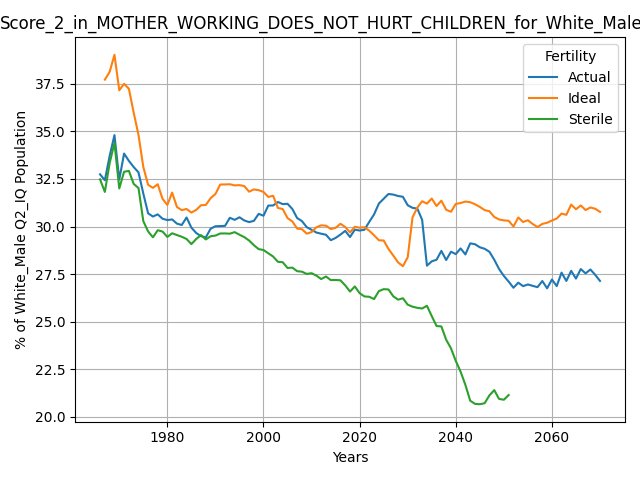 Score_2_in_MOTHER_WORKING_DOES_NOT_HURT_CHILDREN_for_White_Male
Fertility
Actual
Ideal
Sterile
% of White_Male Q2_IQ Population
37.5
35.0
32.5
30.0
27.5
25.0
22.5
20.0
1980 2000 2020 2040 2060
Years